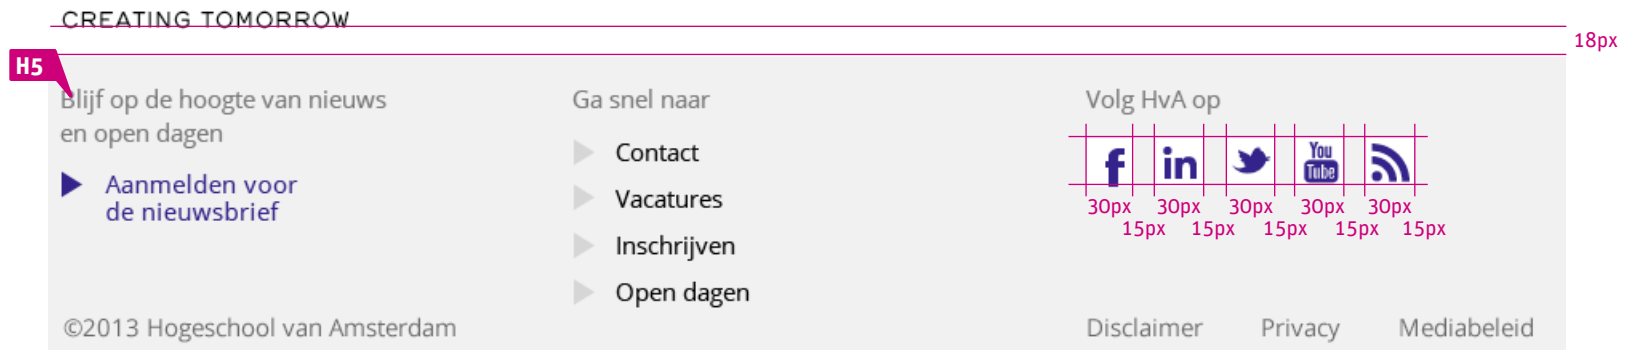 CREATING TOMORROW
18px
H5
Blijf op de hoogte van nieuws
en open dagen
Aanmelden voor
de nieuwsbrief
Ga snel naar
Contact
Vacatures
Inschrijven
Open dagen
Volg HvA op
f in You Tube
30px 30px 30px 30px 30px
15px 15px 15px 15px 15px
©2013 Hogeschool van Amsterdam
Disclaimer Privacy Mediabeleid